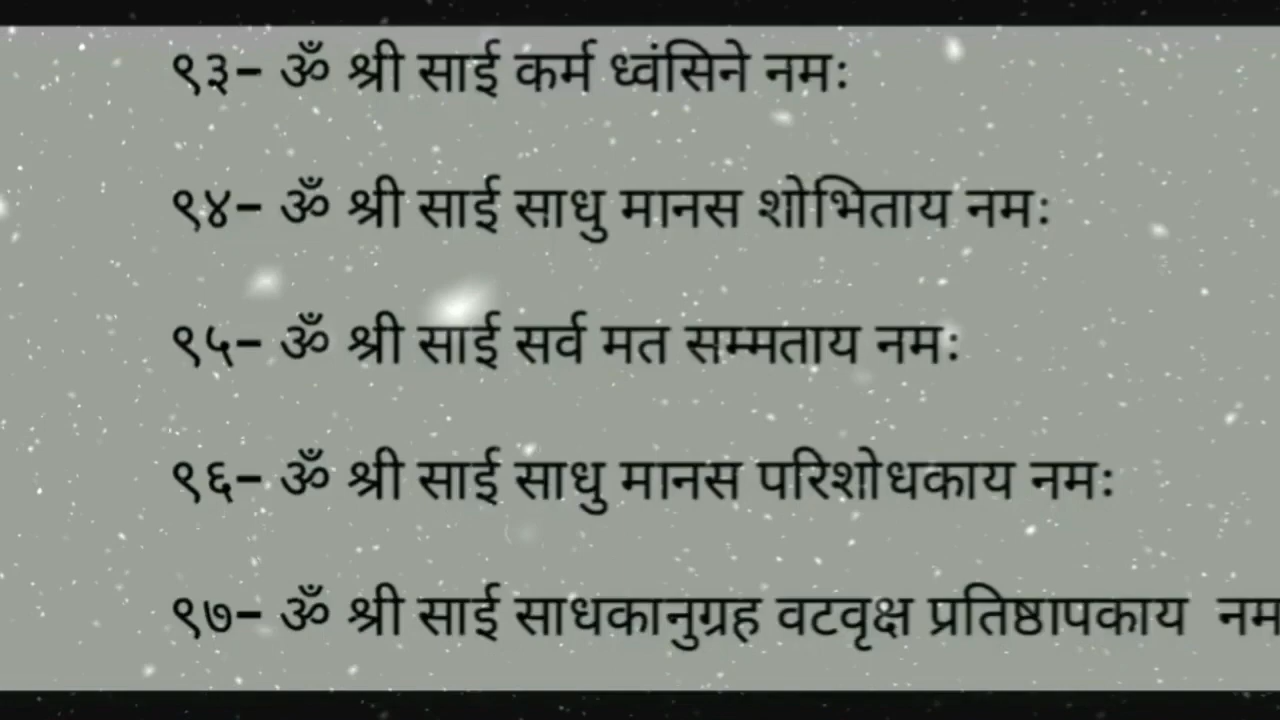 ९३- ॐ श्री साई कर्म ध्वंसिने नमः
९४- ॐ श्री साई साधु मानस शोभिताय नमः
९५- ॐ श्री साई सर्व मत सम्मताय नमः
९६- ॐ श्री साई साधु मानस परिशोधकाय नमः
९७- ॐ श्री साई साधकानुग्रह वटवृक्ष प्रतिष्ठापकाय नम